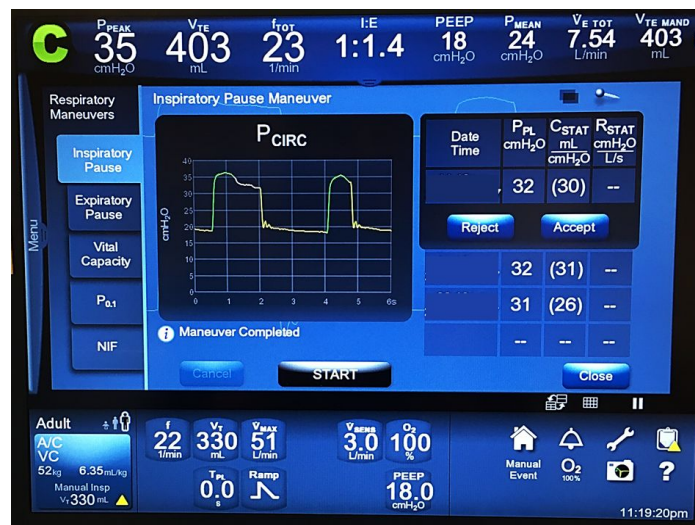 C
PPEAK VTE fTOT I:E PEEP PMEAN V̇E TOT VTE MAND
35 403 23 1:1.4 18 24 7.54 403
cmH2O mL 1/min cmH2O cmH2O L/min mL
Respiratory
Maneuvers
Inspiratory Pause Maneuver
Menu
Inspiratory
Pause
Expiratory
Pause
Vital
Capacity
P0.1
NIF
PCIRC
cmH2O
40
35
30
25
20
15
10
5
0 1 2 3 4 5 6s
Date
Time
PPL
cmH2O
CSTAT
mL
cmH2O
RSTAT
cmH2O
L/s
32 (30) --
Reject Accept
32 (31) --
31 (26) --
-- -- --
i Maneuver Completed
Cancel START Close
Adult
A/C
VC
52kg 6.35mL/kg
Manual Insp
VT 330 mL
f VT V̇MAX V̇SENS O2
22 330 51 3.0 100
1/min mL L/min L/min %
TPL Ramp PEEP
0.0 18.0
s cmH2O
Manual
Event
O2
100%
?
11:19:20pm